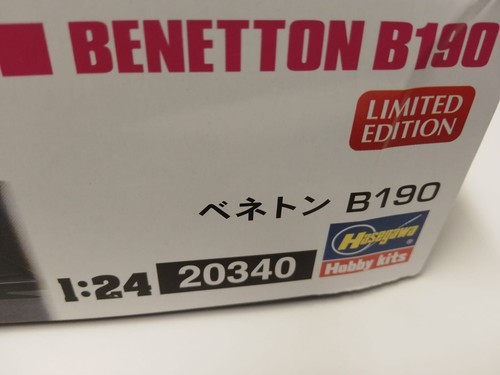 BENETTON B190
LIMITED
EDITION
ベネトン B190
1:24 20340
Hasegawa
Hobby kits